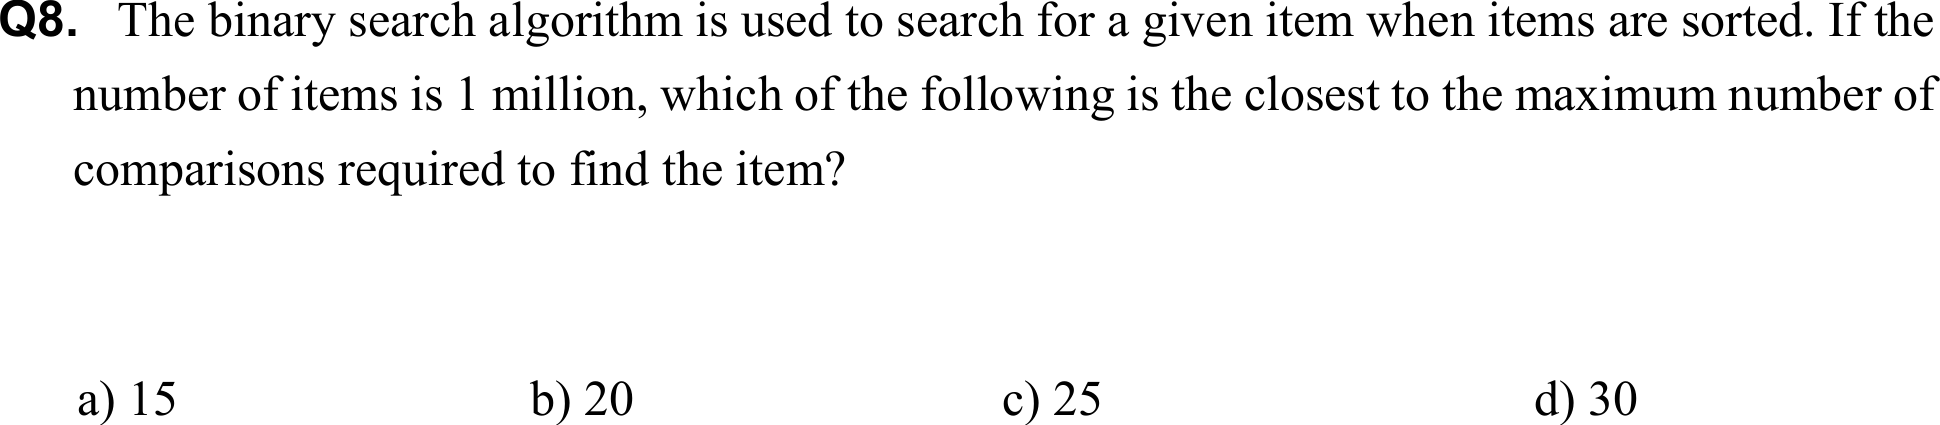 Q8. The binary search algorithm is used to search for a given item when items are sorted. If the
number of items is 1 million, which of the following is the closest to the maximum number of
comparisons required to find the item?
a) 15 b) 20 c) 25 d) 30